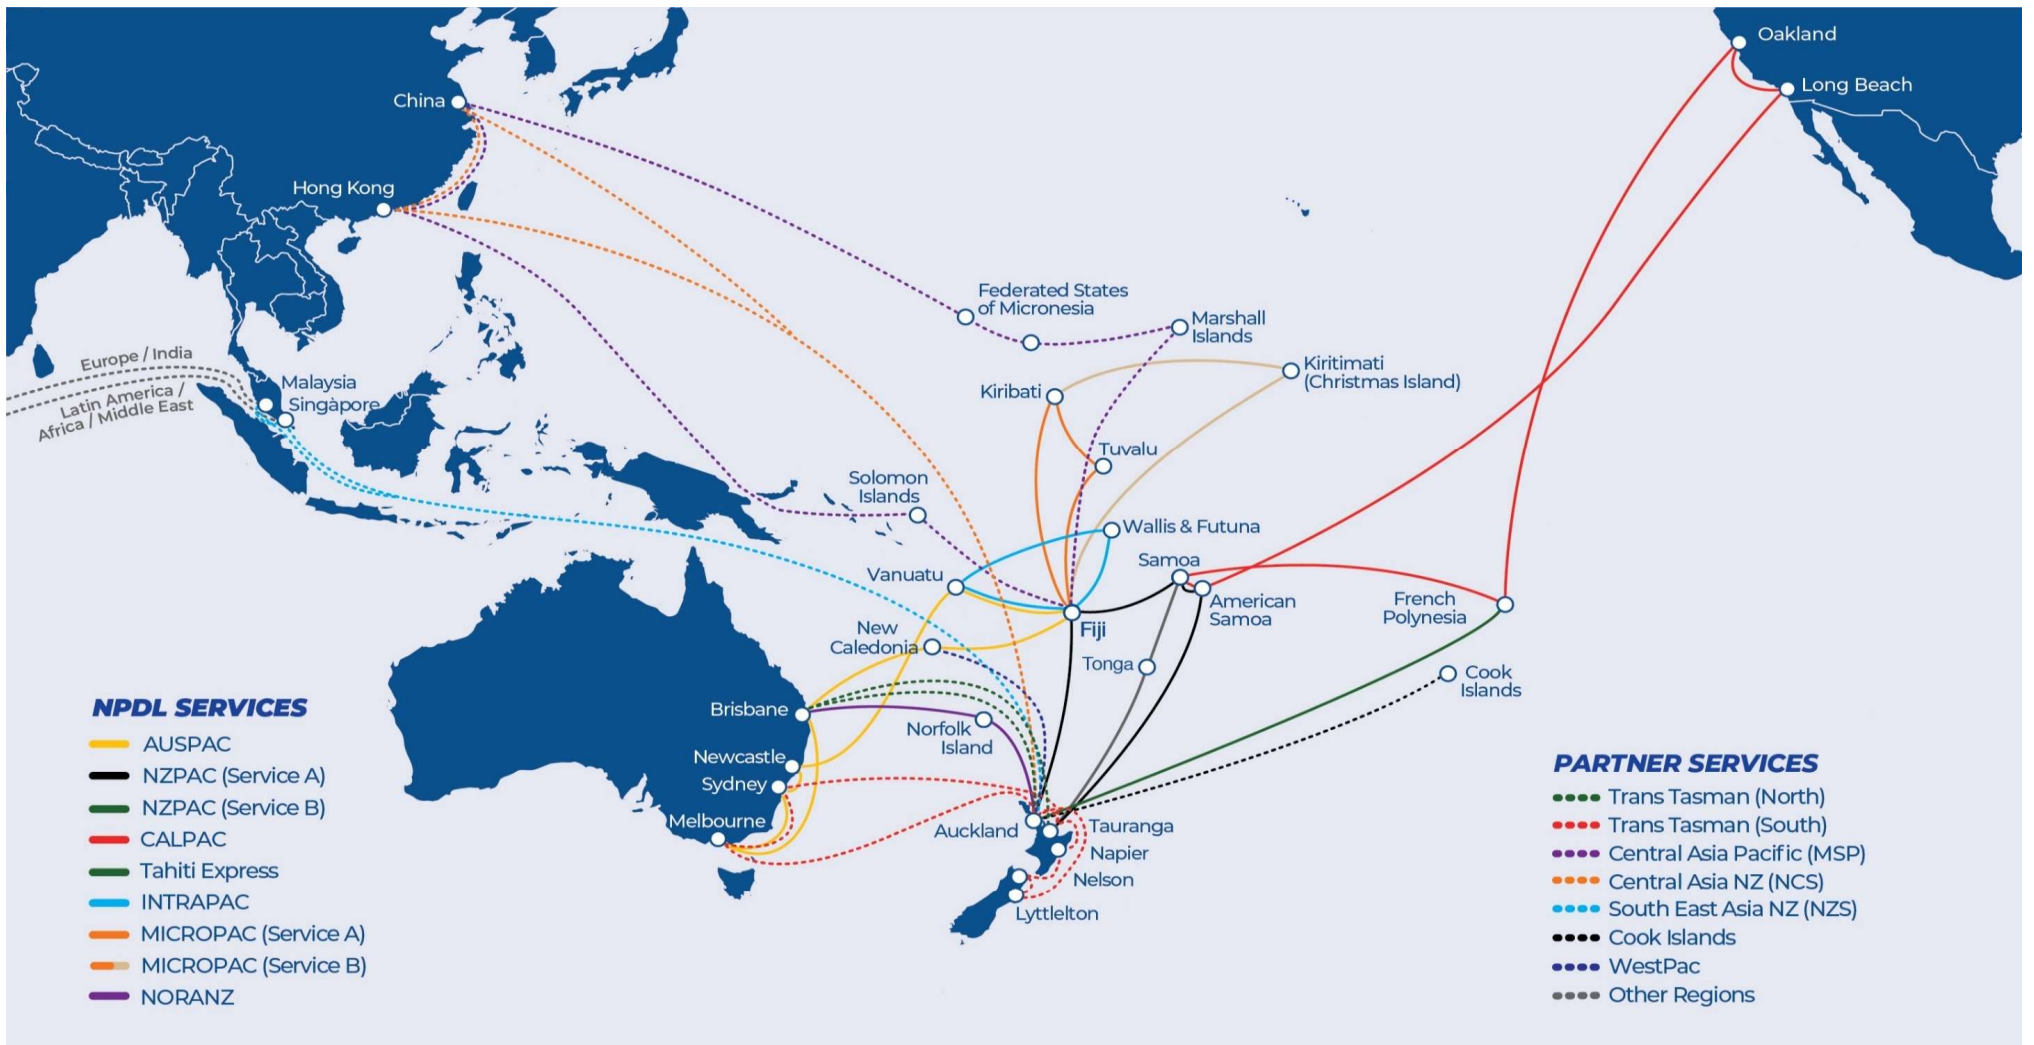 Oakland
Long Beach
China
Hong Kong
Federated States
of Micronesia
Marshall
Islands
Europe / India
Kiritimati
(Christmas Island)
Malaysia
Kiribati
Latin America /
Africa / Middle East
Singàpore
Tuvalu
Solomon
Islands
Wallis & Futuna
Samoa
Vanuatu
American
Samoa
French
Polynesia
New
Caledonia
Fiji
Tonga
Cook
Islands
Brisbane
Norfolk
Island
Newcastle
Sydney
Melbourne
Auckland
Tauranga
Napier
Nelson
Lyttlelton
NPDL SERVICES
AUSPAC
NZPAC (Service A)
NZPAC (Service B)
CALPAC
Tahiti Express
INTRAPAC
MICROPAC (Service A)
MICROPAC (Service B)
NORANZ
PARTNER SERVICES
Trans Tasman (North)
Trans Tasman (South)
Central Asia Pacific (MSP)
Central Asia NZ (NCS)
South East Asia NZ (NZS)
Cook Islands
WestPac
Other Regions